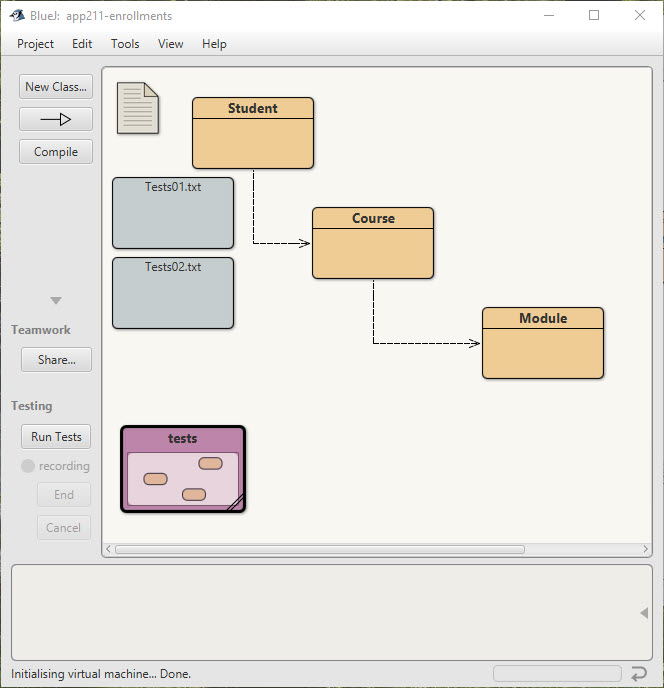 BlueJ: app211-enrollments
Project Edit Tools View Help
New Class...
Compile
Student
Tests01.txt
Course
Tests02.txt
Module
Teamwork
Share...
Testing
Run Tests
recording
End
Cancel
tests
Initialising virtual machine... Done.